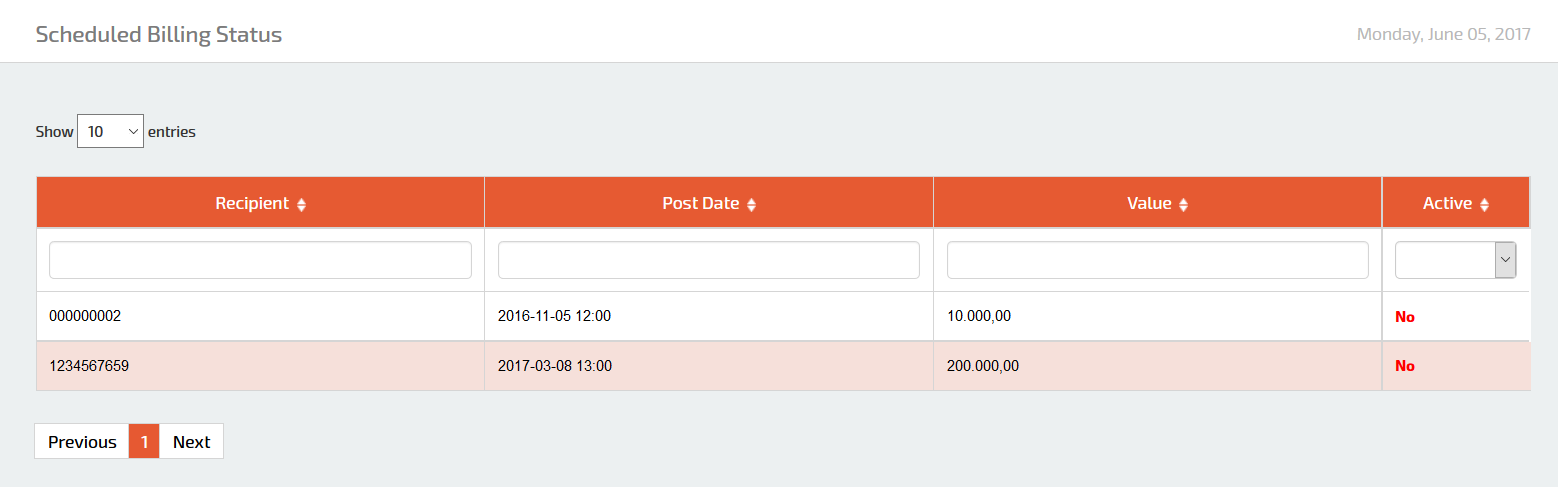 Scheduled Billing Status
Monday, June 05, 2017
Show 10 entries
Recipient Post Date Value Active
000000002 2016-11-05 12:00 10.000,00 No
1234567659 2017-03-08 13:00 200.000,00 No
Previous 1 Next